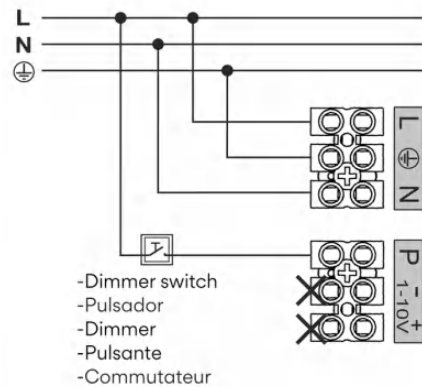 L
N
L
N
P
- +
1-10V
-Dimmer switch
-Pulsador
-Dimmer
-Pulsante
-Commutateur